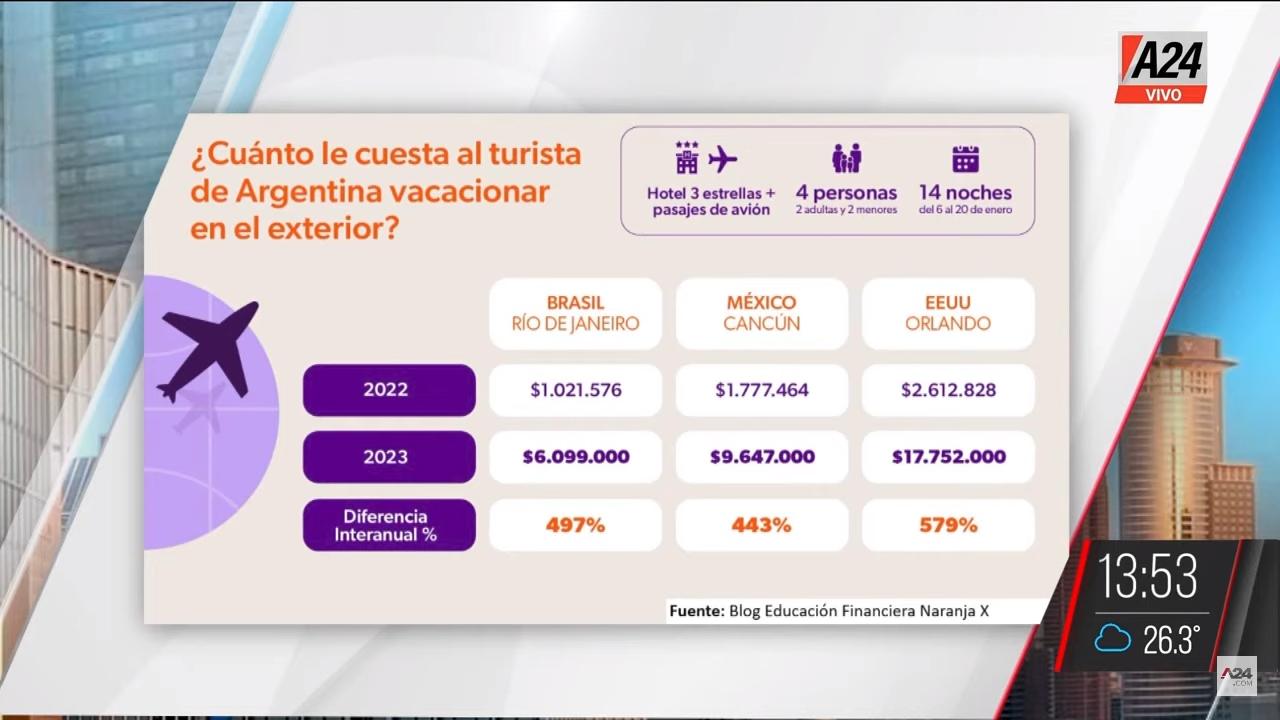 A24
VIVO
¿Cuánto le cuesta al turista
de Argentina vacacionar
en el exterior?
Hotel 3 estrellas +
pasajes de avión
4 personas
2 adultas y 2 menores
14 noches
del 6 al 20 de enero
BRASIL
RÍO DE JANEIRO
MÉXICO
CANCÚN
EEUU
ORLANDO
2022
$1.021.576
$1.777.464
$2.612.828
2023
$6.099.000
$9.647.000
$17.752.000
Diferencia
Interanual %
497%
443%
579%
Fuente: Blog Educación Financiera Naranja X
13:53
26.3°
A24
.COM